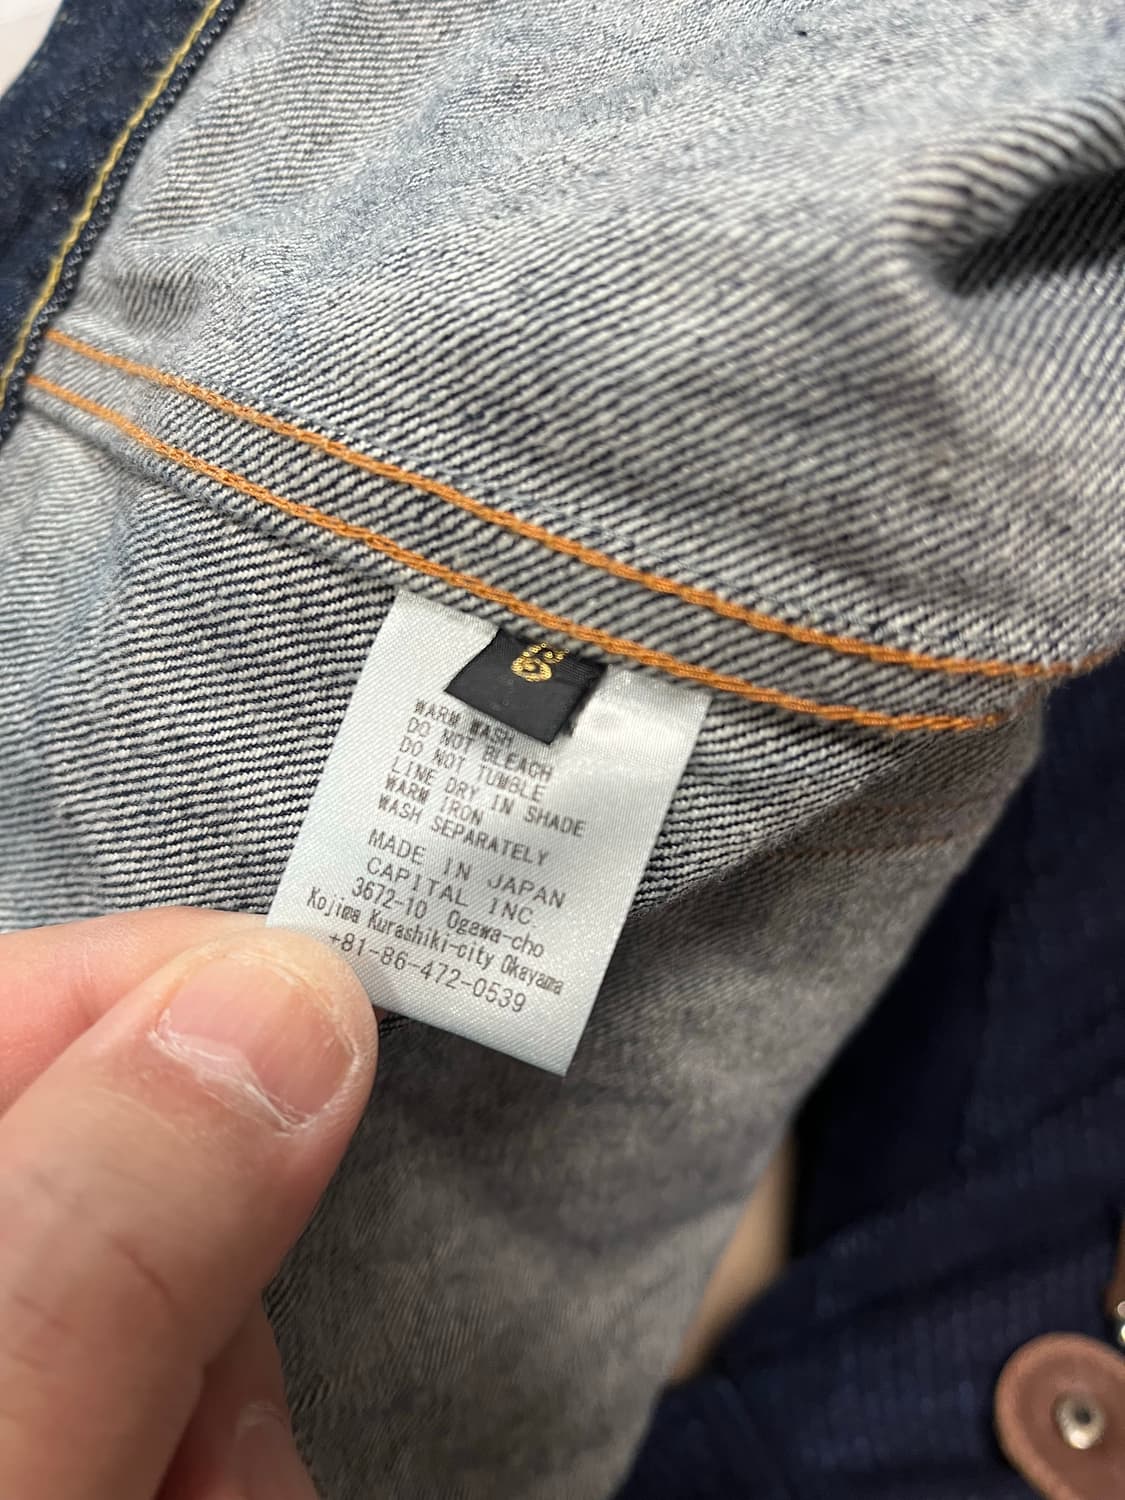 WARM WASH
DO NOT BLEACH
DO NOT TUMBLE
LINE DRY IN SHADE
WARM IRON
WASH SEPARATELY
MADE IN JAPAN
CAPITAL INC.
3672-10 Ogawa-cho
Kojima Kurashiki-city Okayama
+81-86-472-0539